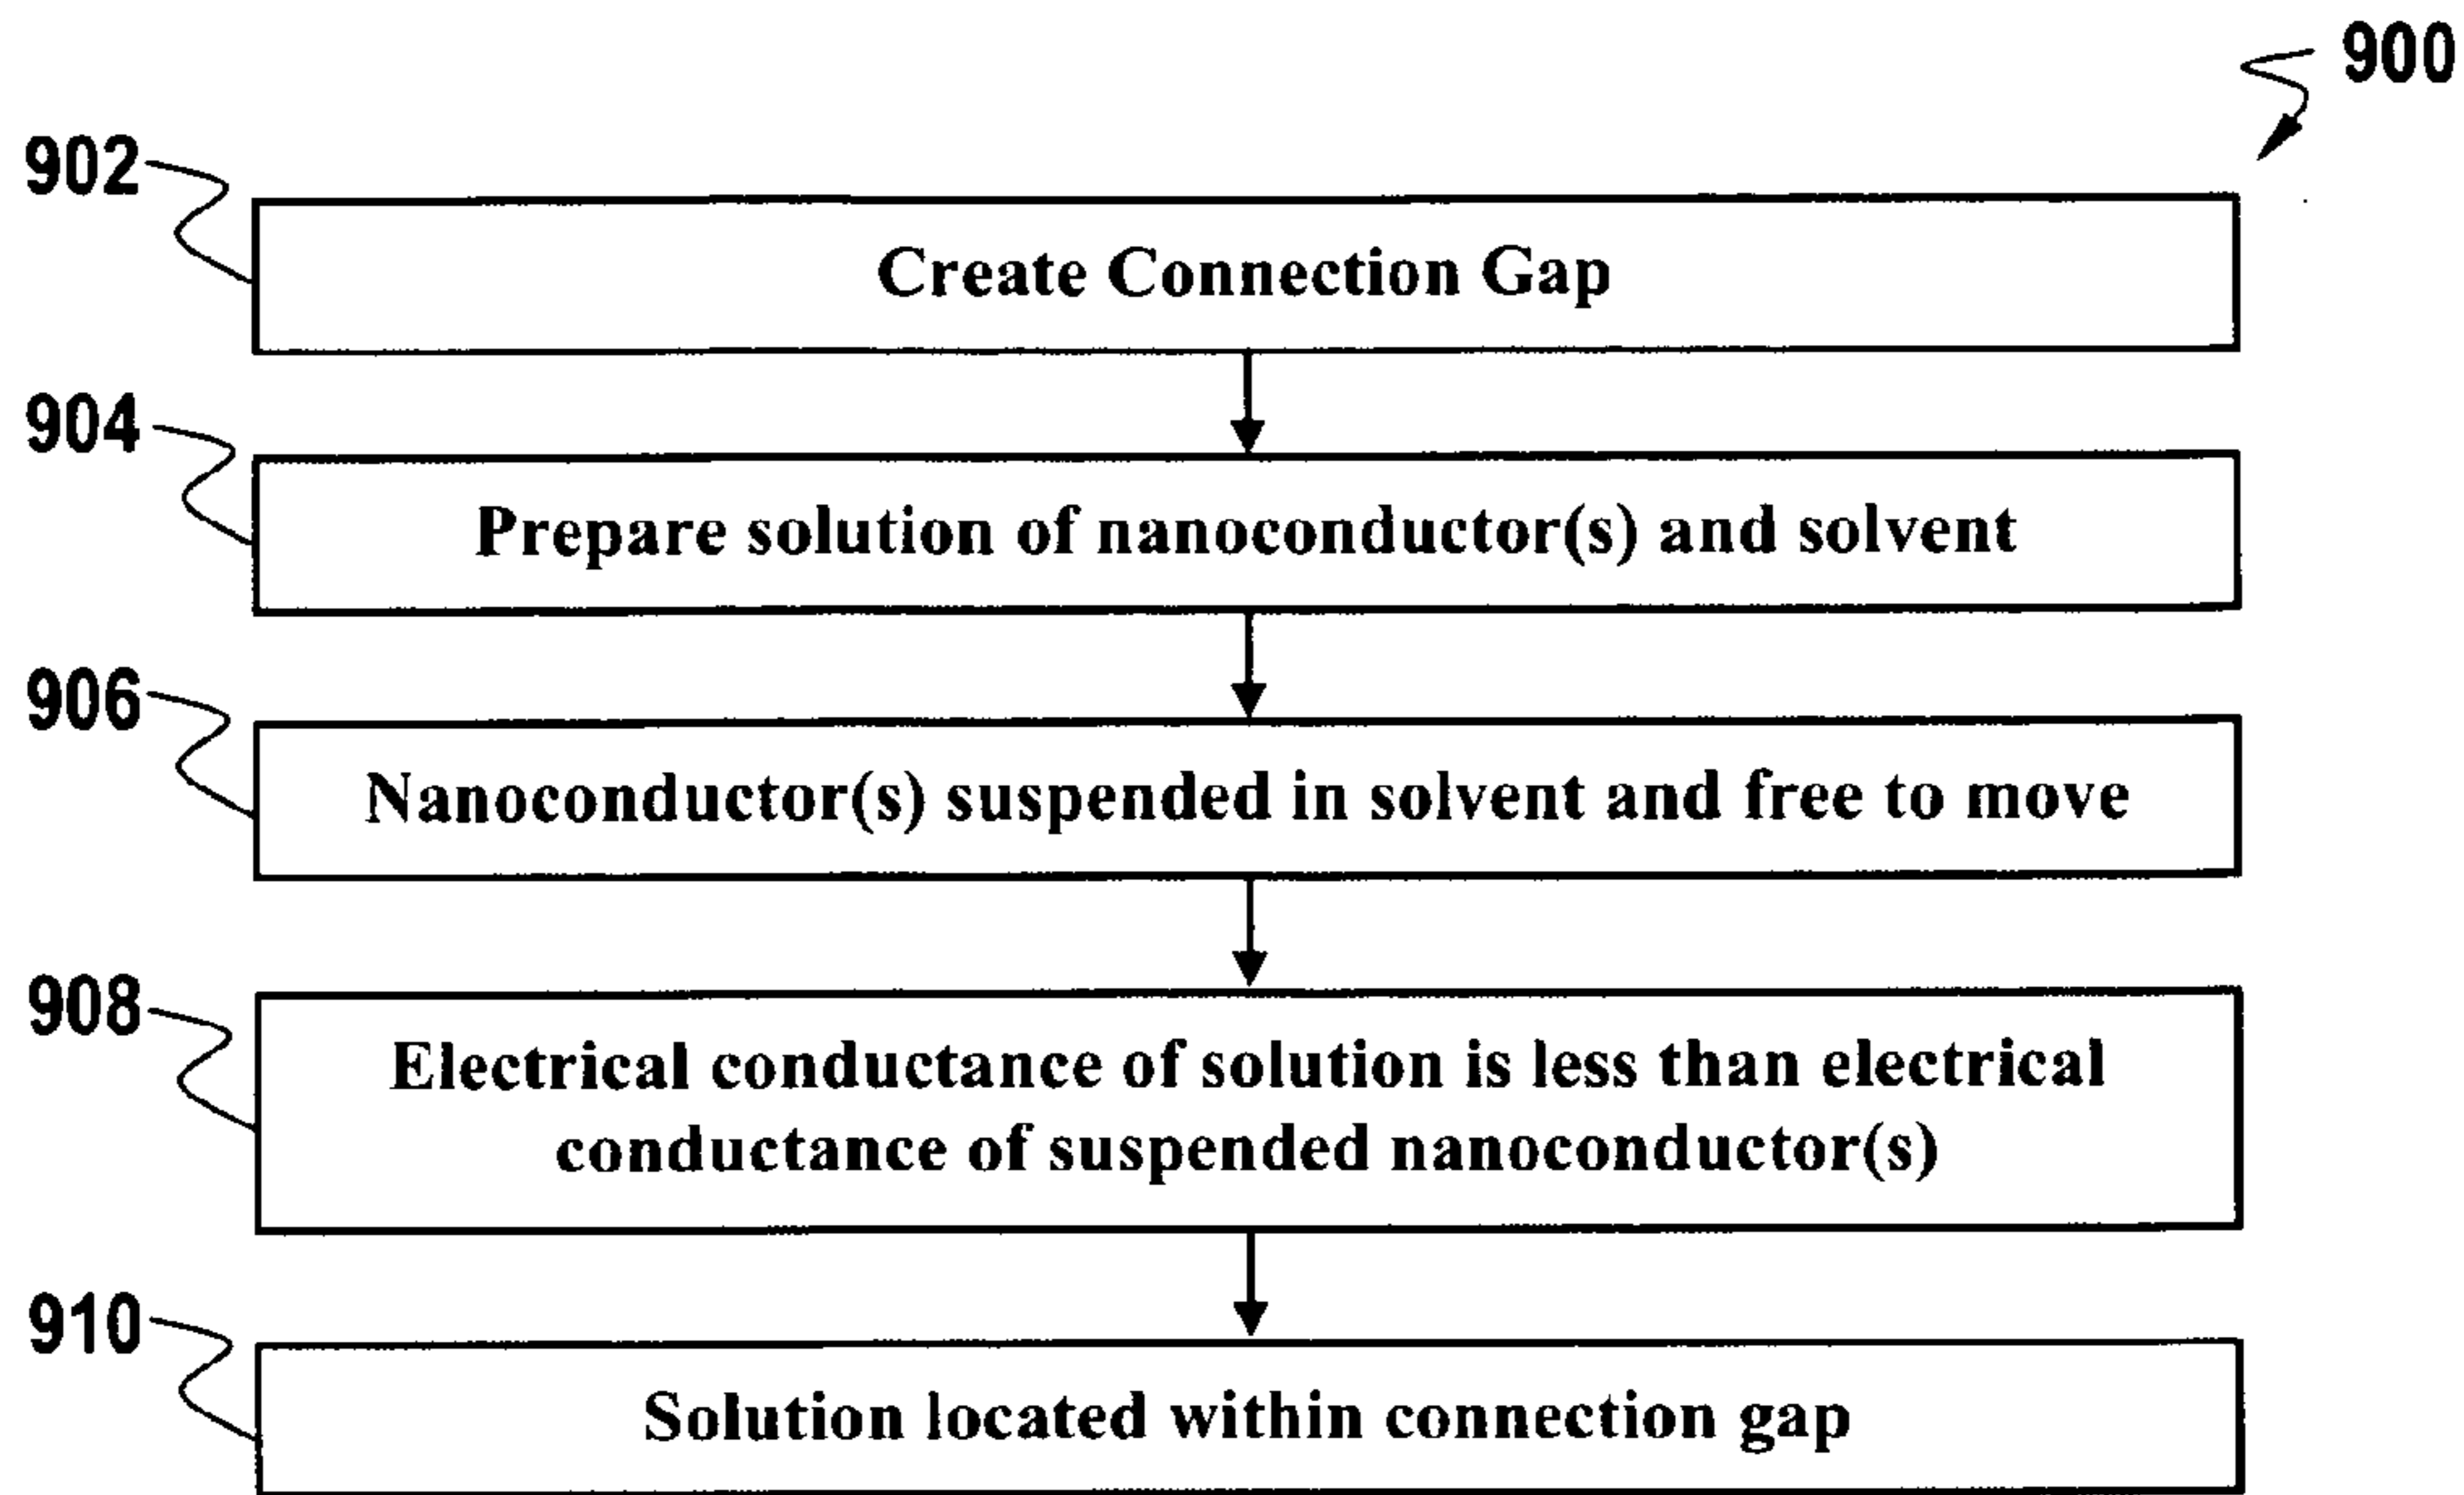 900
902
Create Connection Gap
904
Prepare solution of nanoconductor(s) and solvent
906
Nanoconductor(s) suspended in solvent and free to move
908
Electrical conductance of solution is less than electrical
conductance of suspended nanoconductor(s)
910
Solution located within connection gap